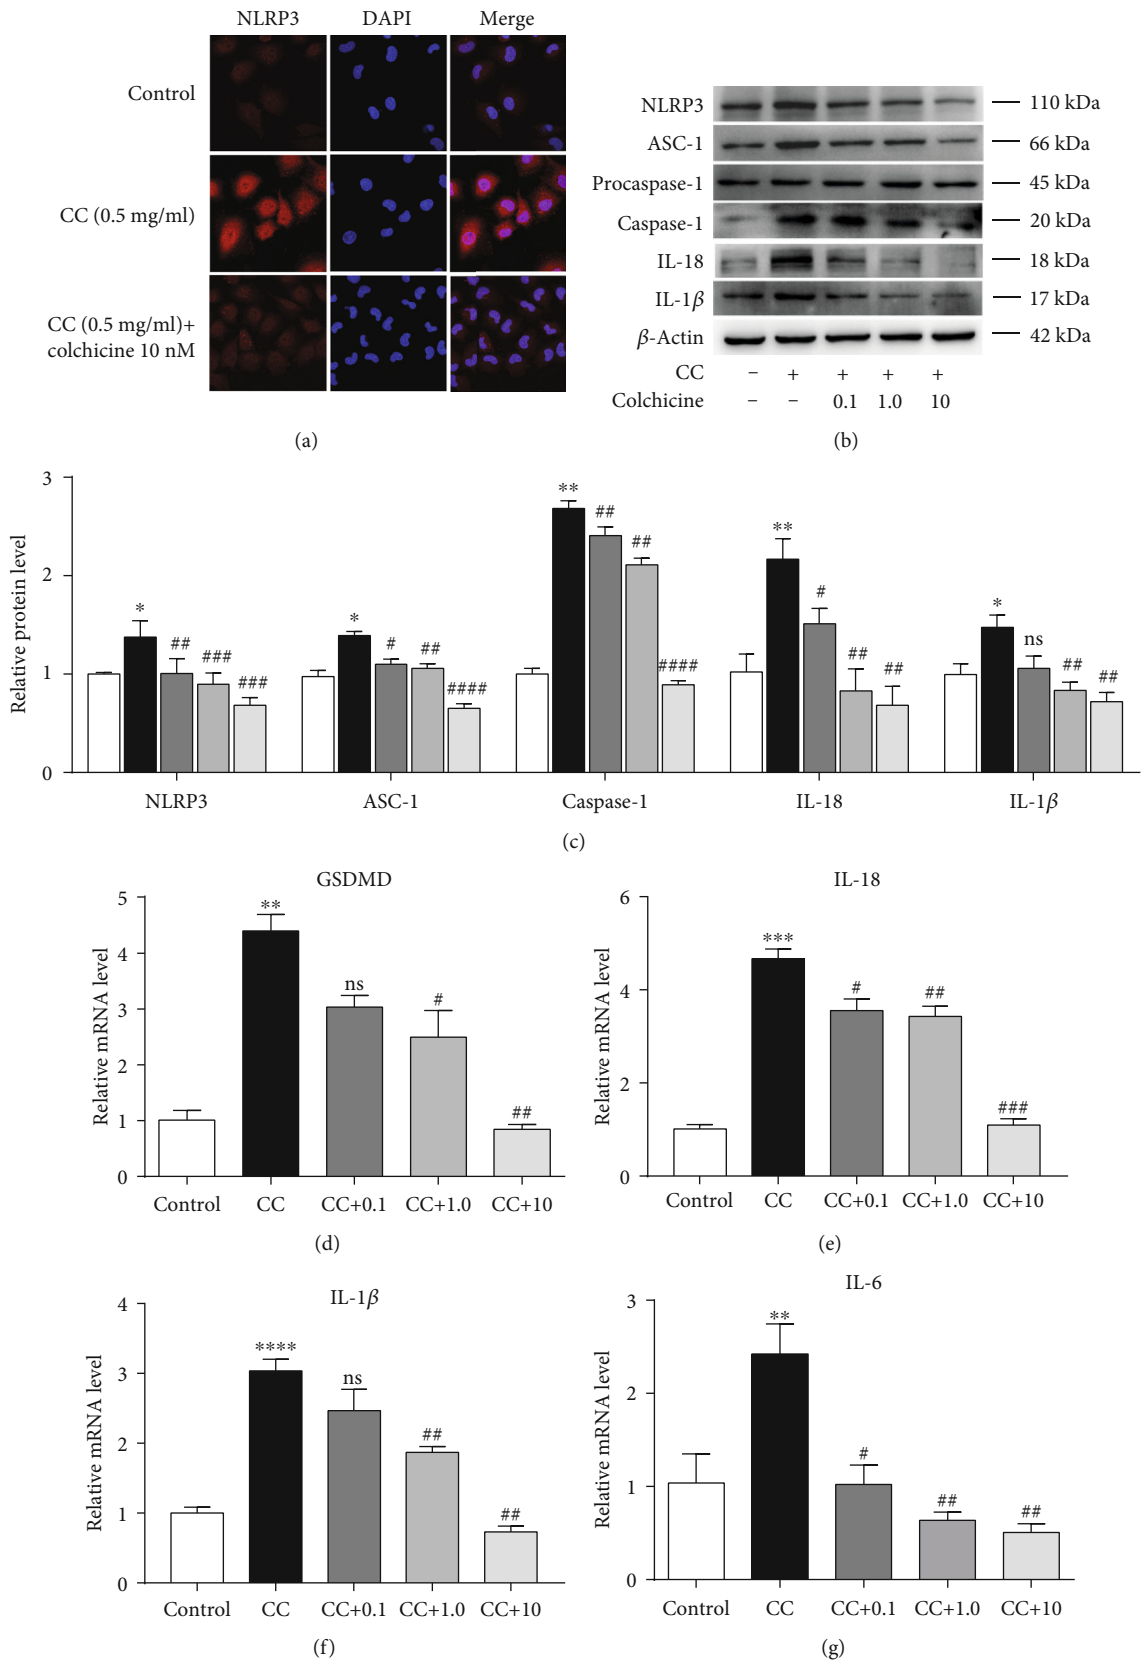 NLRP3 DAPI Merge
Control
CC (0.5 mg/ml)
CC (0.5 mg/ml)+
colchicine 10 nM
(a)
NLRP3 110 kDa
ASC-1 66 kDa
Procaspase-1 45 kDa
Caspase-1 20 kDa
IL-18 18 kDa
IL-1β 17 kDa
β-Actin 42 kDa
CC − + + + +
Colchicine − − 0.1 1.0 10
(b)
Relative protein level
3
2
1
0
* ## ### ###
* # ## ####
** ## ## ####
** # ## ##
* ns ## ##
NLRP3 ASC-1 Caspase-1 IL-18 IL-1β
(c)
GSDMD
Relative mRNA level
5
4
3
2
1
0
** ns # ##
Control CC CC+0.1 CC+1.0 CC+10
(d)
IL-18
Relative mRNA level
6
4
2
0
*** # ## ###
Control CC CC+0.1 CC+1.0 CC+10
(e)
IL-1β
Relative mRNA level
4
3
2
1
0
**** ns ## ##
Control CC CC+0.1 CC+1.0 CC+10
(f)
IL-6
Relative mRNA level
3
2
1
0
** # ## ##
Control CC CC+0.1 CC+1.0 CC+10
(g)